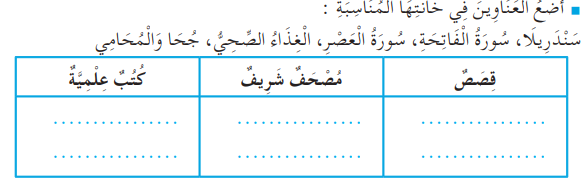 ▪ أَضَعُ الْعَنَاوِينَ فِي خَانَتِهَا الْمُنَاسِبَةِ :
سَنْدَرِيلَا، سُورَةُ الْفَاتِحَةِ، سُورَةُ الْعَصْرِ، الْغِذَاءُ الصِّحِيُّ، جُحَا وَالْمُحَامِي
قِصَصٌ مُصْحَفٌ شَرِيفٌ كُتُبٌ عِلْمِيَّةٌ
................ ................ ................
................ ................ ................